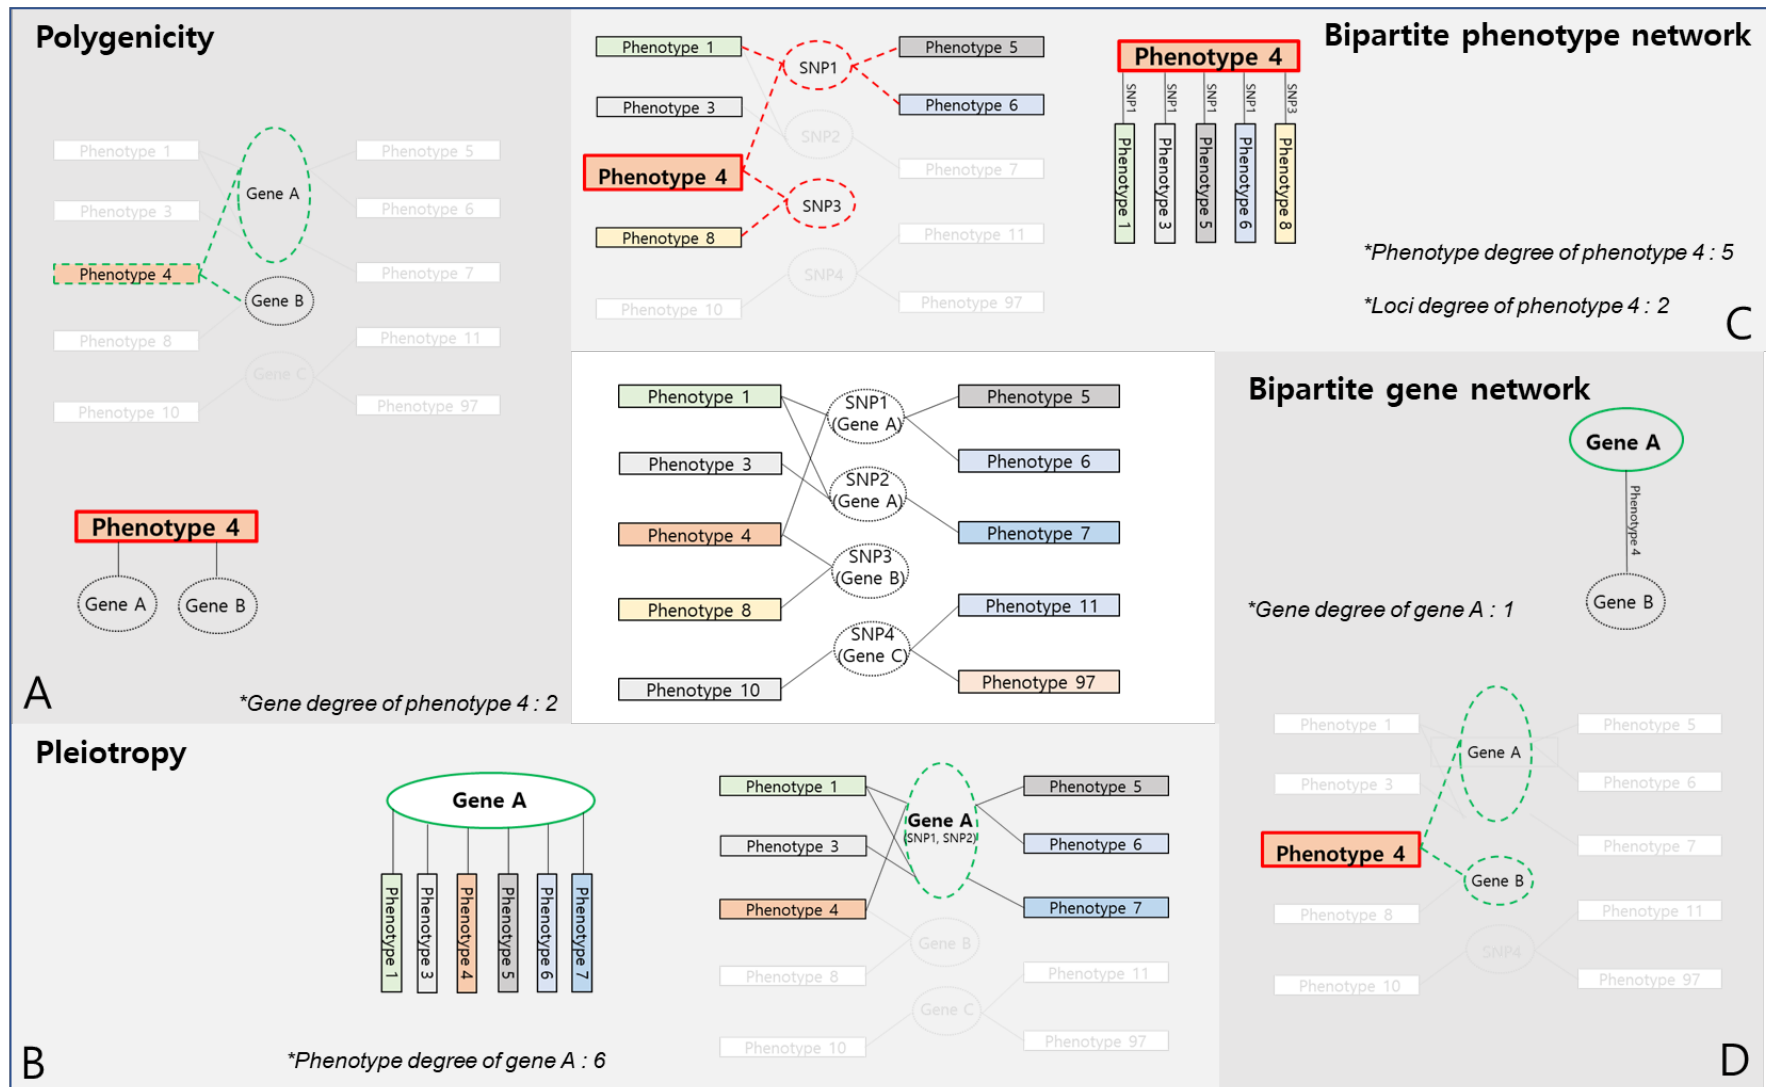 Polygenicity
Phenotype 1
Phenotype 5
Gene A
Phenotype 3
Phenotype 6
Phenotype 4
Phenotype 7
Gene B
Phenotype 8
Phenotype 11
Gene C
Phenotype 10
Phenotype 97
Phenotype 4
Gene A
Gene B
A
*Gene degree of phenotype 4 : 2
Bipartite phenotype network
Phenotype 1
SNP1
Phenotype 5
Phenotype 3
Phenotype 6
SNP2
Phenotype 7
Phenotype 4
SNP3
Phenotype 8
Phenotype 11
SNP4
Phenotype 10
Phenotype 97
Phenotype 4
SNP1
SNP1
SNP1
SNP1
SNP3
Phenotype 1
Phenotype 3
Phenotype 5
Phenotype 6
Phenotype 8
*Phenotype degree of phenotype 4 : 5
*Loci degree of phenotype 4 : 2
C
Phenotype 1
SNP1
(Gene A)
Phenotype 5
Phenotype 3
Phenotype 6
SNP2
(Gene A)
Phenotype 4
Phenotype 7
SNP3
(Gene B)
Phenotype 8
Phenotype 11
SNP4
(Gene C)
Phenotype 10
Phenotype 97
Bipartite gene network
Gene A
Phenotype 4
Gene B
*Gene degree of gene A : 1
Phenotype 1
Phenotype 5
Gene A
Phenotype 3
Phenotype 6
Phenotype 4
Phenotype 7
Gene B
Phenotype 8
Phenotype 11
SNP4
Phenotype 10
Phenotype 97
D
Pleiotropy
Gene A
Phenotype 1
Phenotype 3
Phenotype 4
Phenotype 5
Phenotype 6
Phenotype 7
*Phenotype degree of gene A : 6
B
Phenotype 1
Phenotype 5
Gene A
(SNP1, SNP2)
Phenotype 3
Phenotype 6
Phenotype 4
Phenotype 7
Gene B
Phenotype 8
Phenotype 11
Gene C
Phenotype 10
Phenotype 97